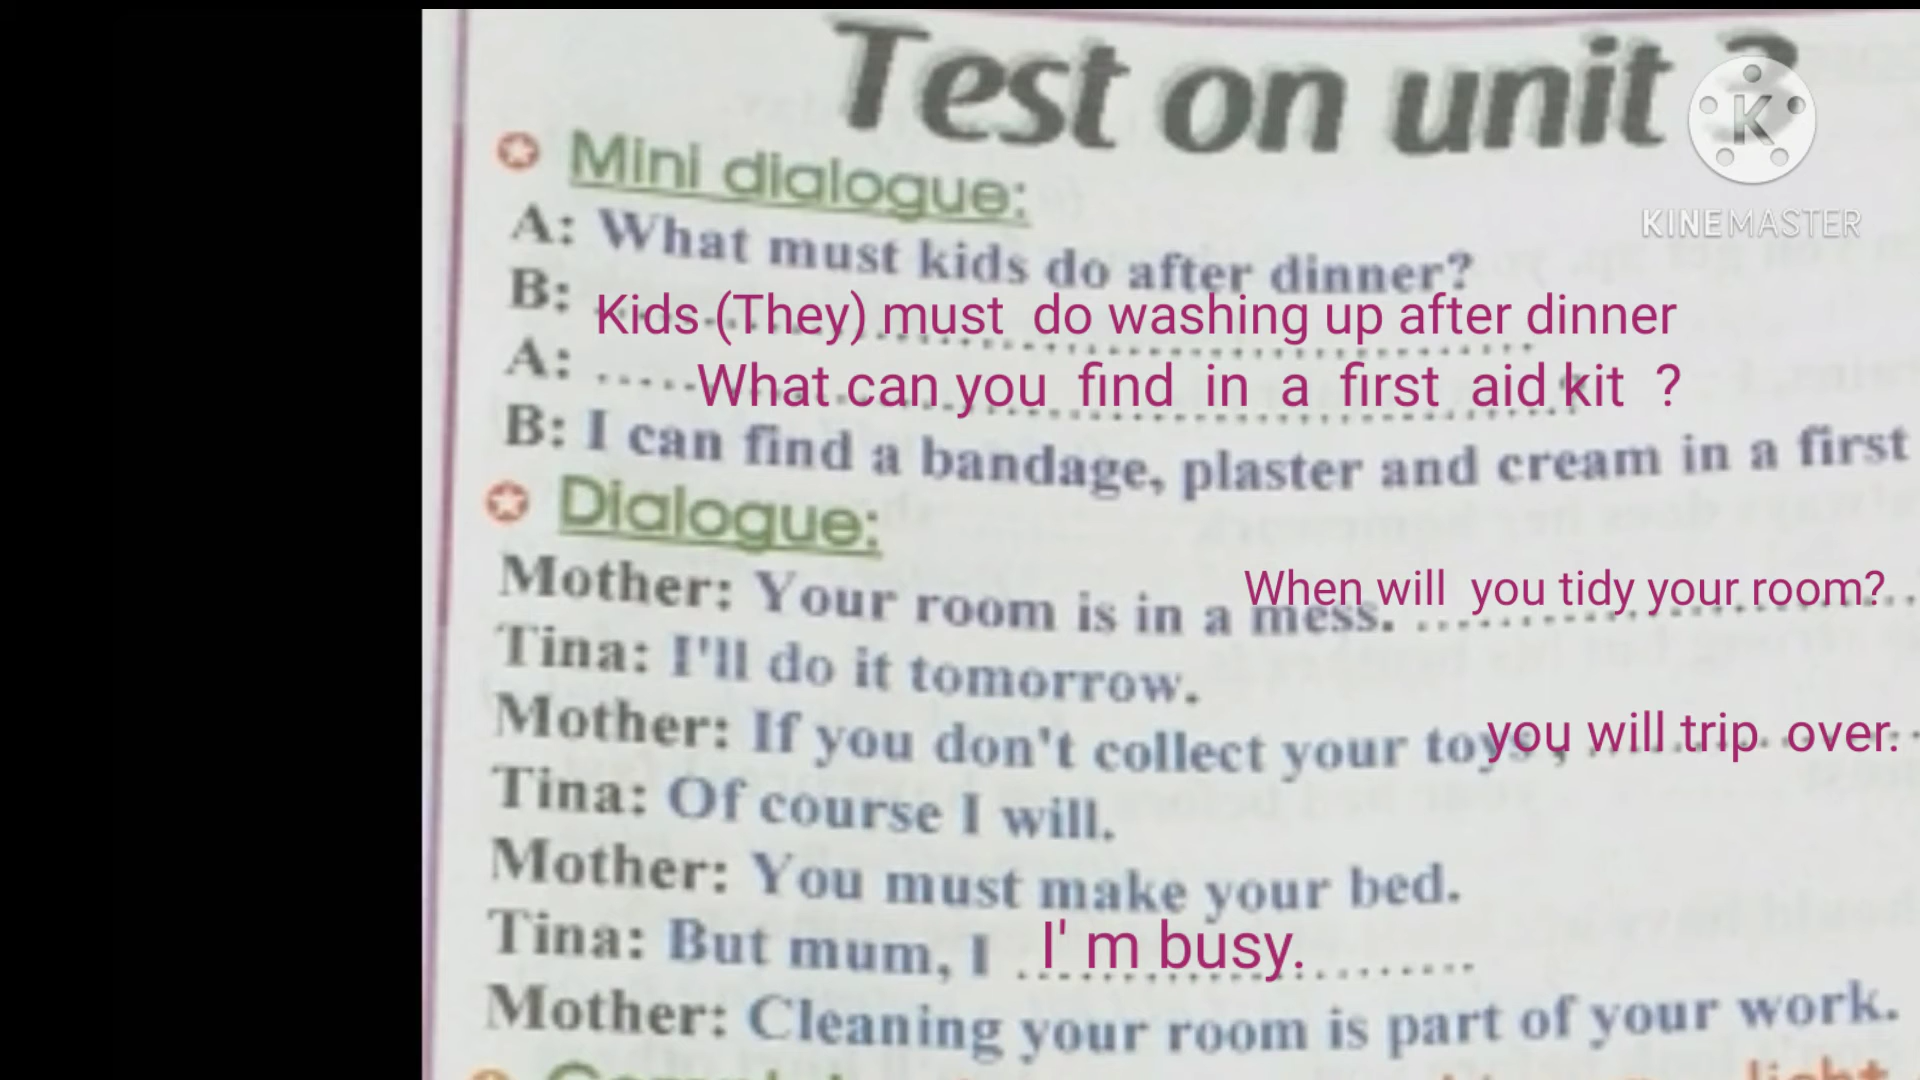 Test on unit 3
KINEMASTER
Mini dialogue:
A: What must kids do after dinner?
B: Kids (They) must do washing up after dinner
A: What can you find in a first aid kit ?
B: I can find a bandage, plaster and cream in a first
Dialogue:
Mother: Your room is in a mess. When will you tidy your room?
Tina: I'll do it tomorrow.
Mother: If you don't collect your toys, you will trip over.
Tina: Of course I will.
Mother: You must make your bed.
Tina: But mum, I I' m busy.
Mother: Cleaning your room is part of your work.